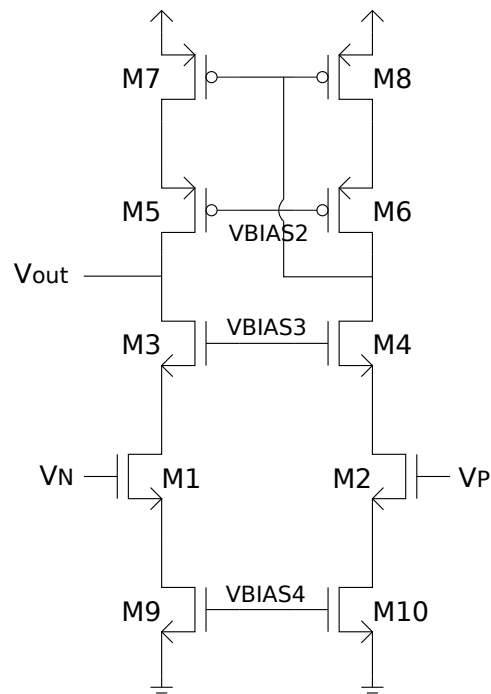 M7 M8
M5 M6
VBIAS2
Vout
M3 VBIAS3 M4
VN M1 M2 VP
VBIAS4
M9 M10